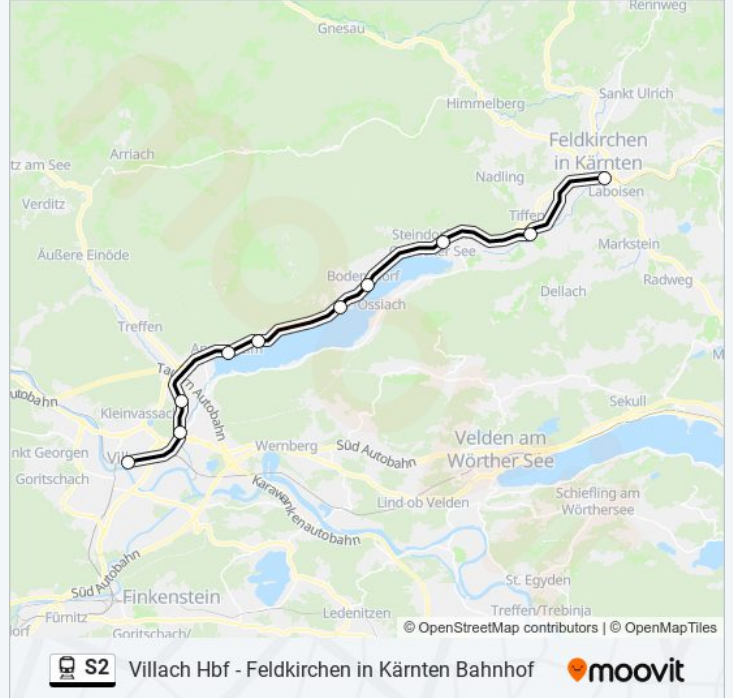 Rennweg
Gnesau
Sankt Ulrich
Himmelberg
Feldkirchen
in Kärnten
Arriach
tz am See
Nadling
Laboisen
Verditz
Tiffen
Steindorf
See
Markstein
Äußere Einöde
Radweg
Dellach
Ossiach
Treffen
Autobahn
utobahn
Kleinvassach
Sekull
Wernberg
Süd Autobahn
Velden am
Wörther See
nkt Georgen
Goritschach
Karawankenautobahn
Lind ob Velden
Schiefling am
Wörthersee
Süd Autobahn
St. Egyden
Finkenstein
Ledenitzen
Treffen/Trebinja
Fürnitz
dorf
Goritschach/
© OpenStreetMap contributors | © OpenMapTiles
S2 Villach Hbf - Feldkirchen in Kärnten Bahnhof moovit